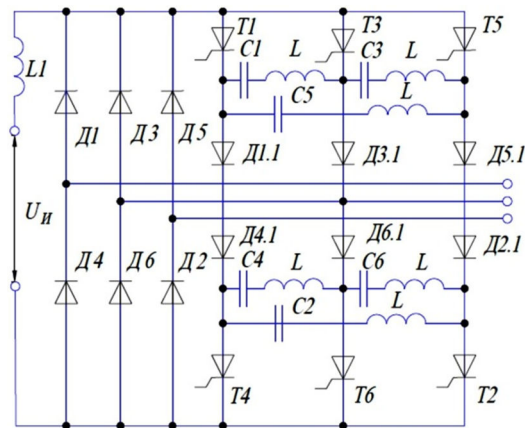 T1 T3 T5
C1 L C3 L
L1 C5 L
Д1 Д3 Д5 Д1.1 Д3.1 Д5.1
Uи
Д4 Д6 Д2 Д4.1 Д6.1 Д2.1
C4 L C6 L
C2 L
T4 T6 T2